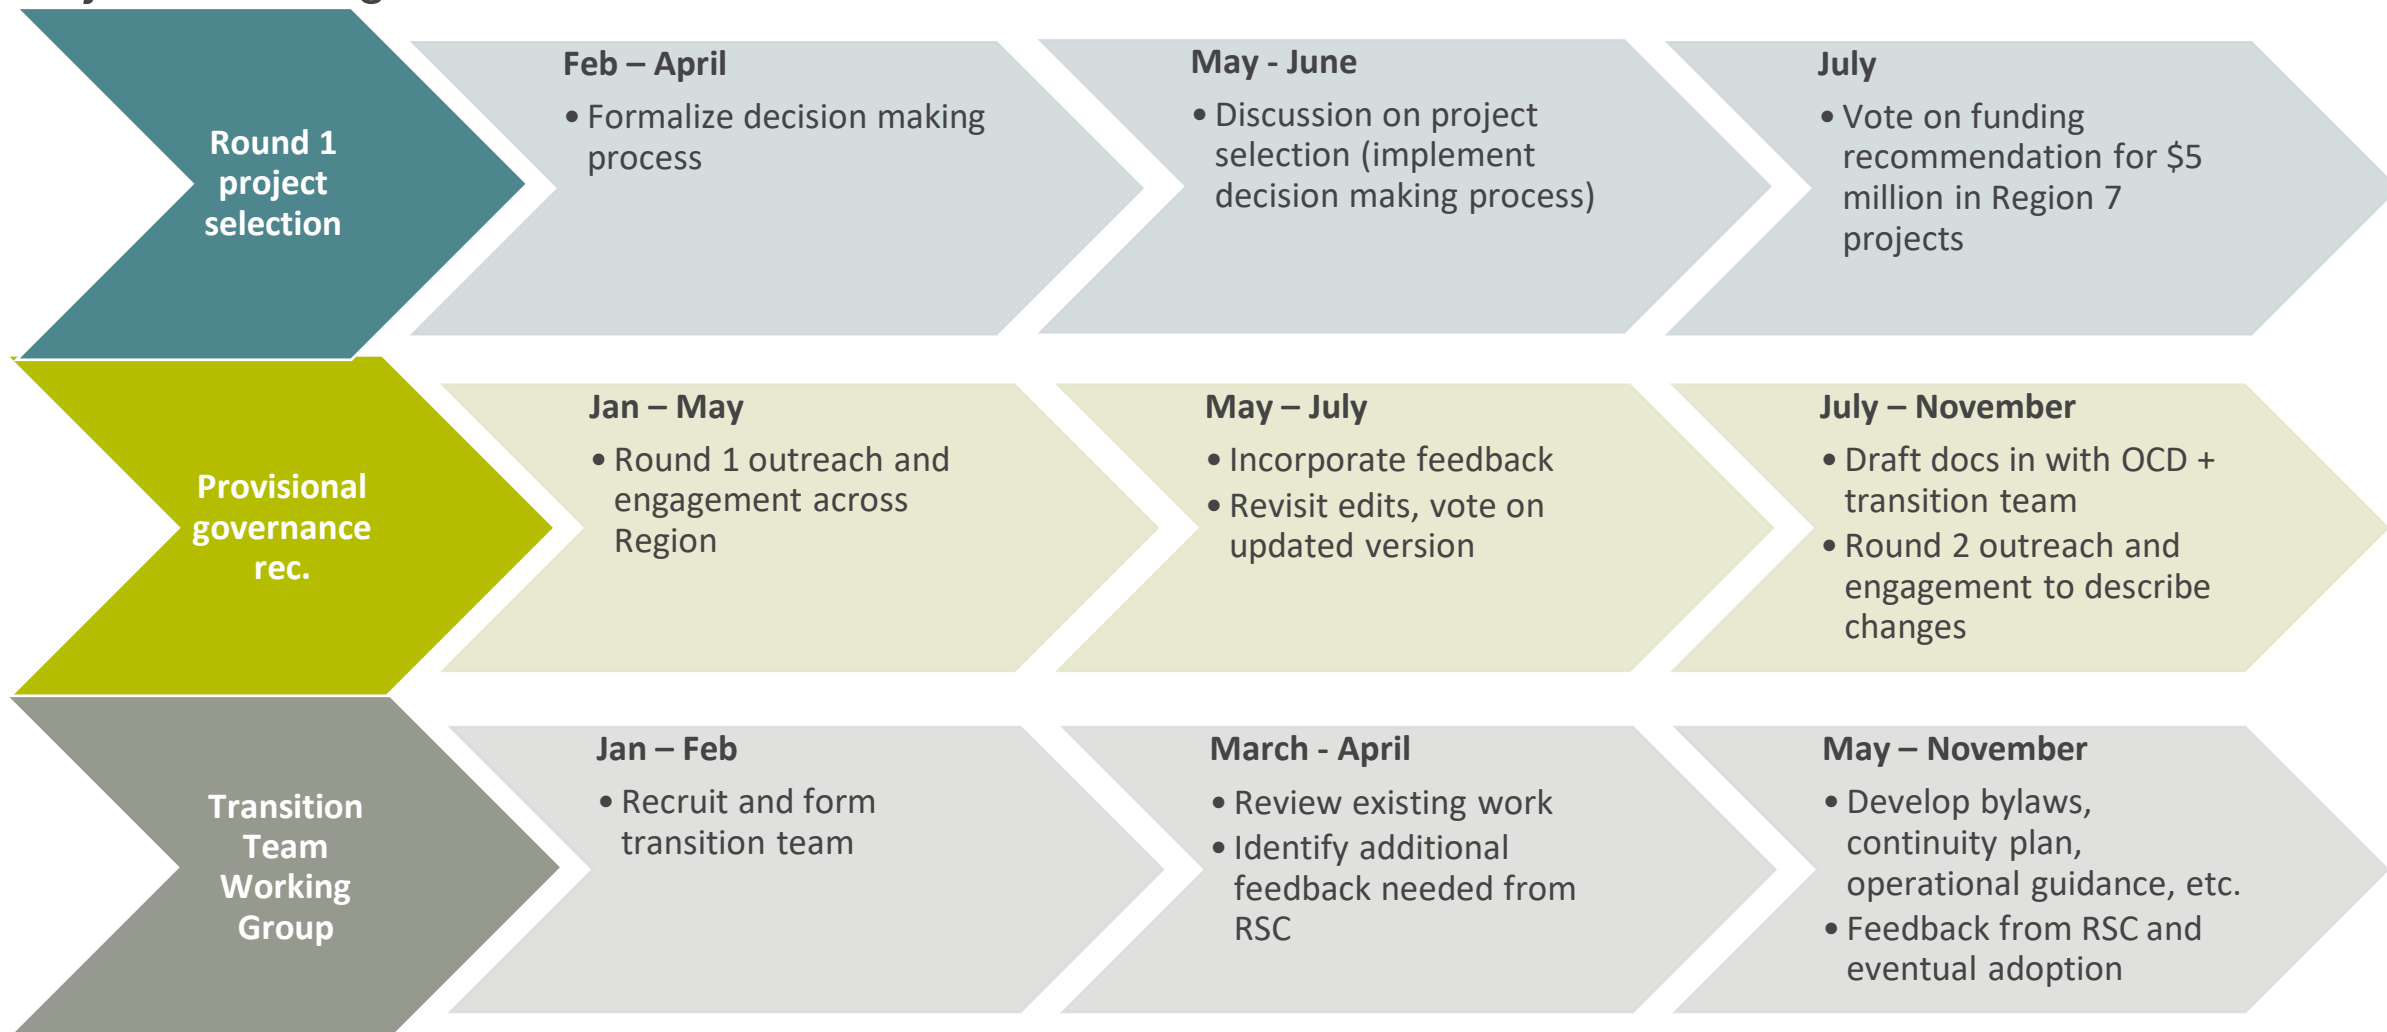 Round 1
project
selection
Feb – April
• Formalize decision making
process
May - June
• Discussion on project
selection (implement
decision making process)
July
• Vote on funding
recommendation for $5
million in Region 7
projects
Provisional
governance
rec.
Jan – May
• Round 1 outreach and
engagement across
Region
May – July
• Incorporate feedback
• Revisit edits, vote on
updated version
July – November
• Draft docs in with OCD +
transition team
• Round 2 outreach and
engagement to describe
changes
Transition
Team
Working
Group
Jan – Feb
• Recruit and form
transition team
March - April
• Review existing work
• Identify additional
feedback needed from
RSC
May – November
• Develop bylaws,
continuity plan,
operational guidance, etc.
• Feedback from RSC and
eventual adoption